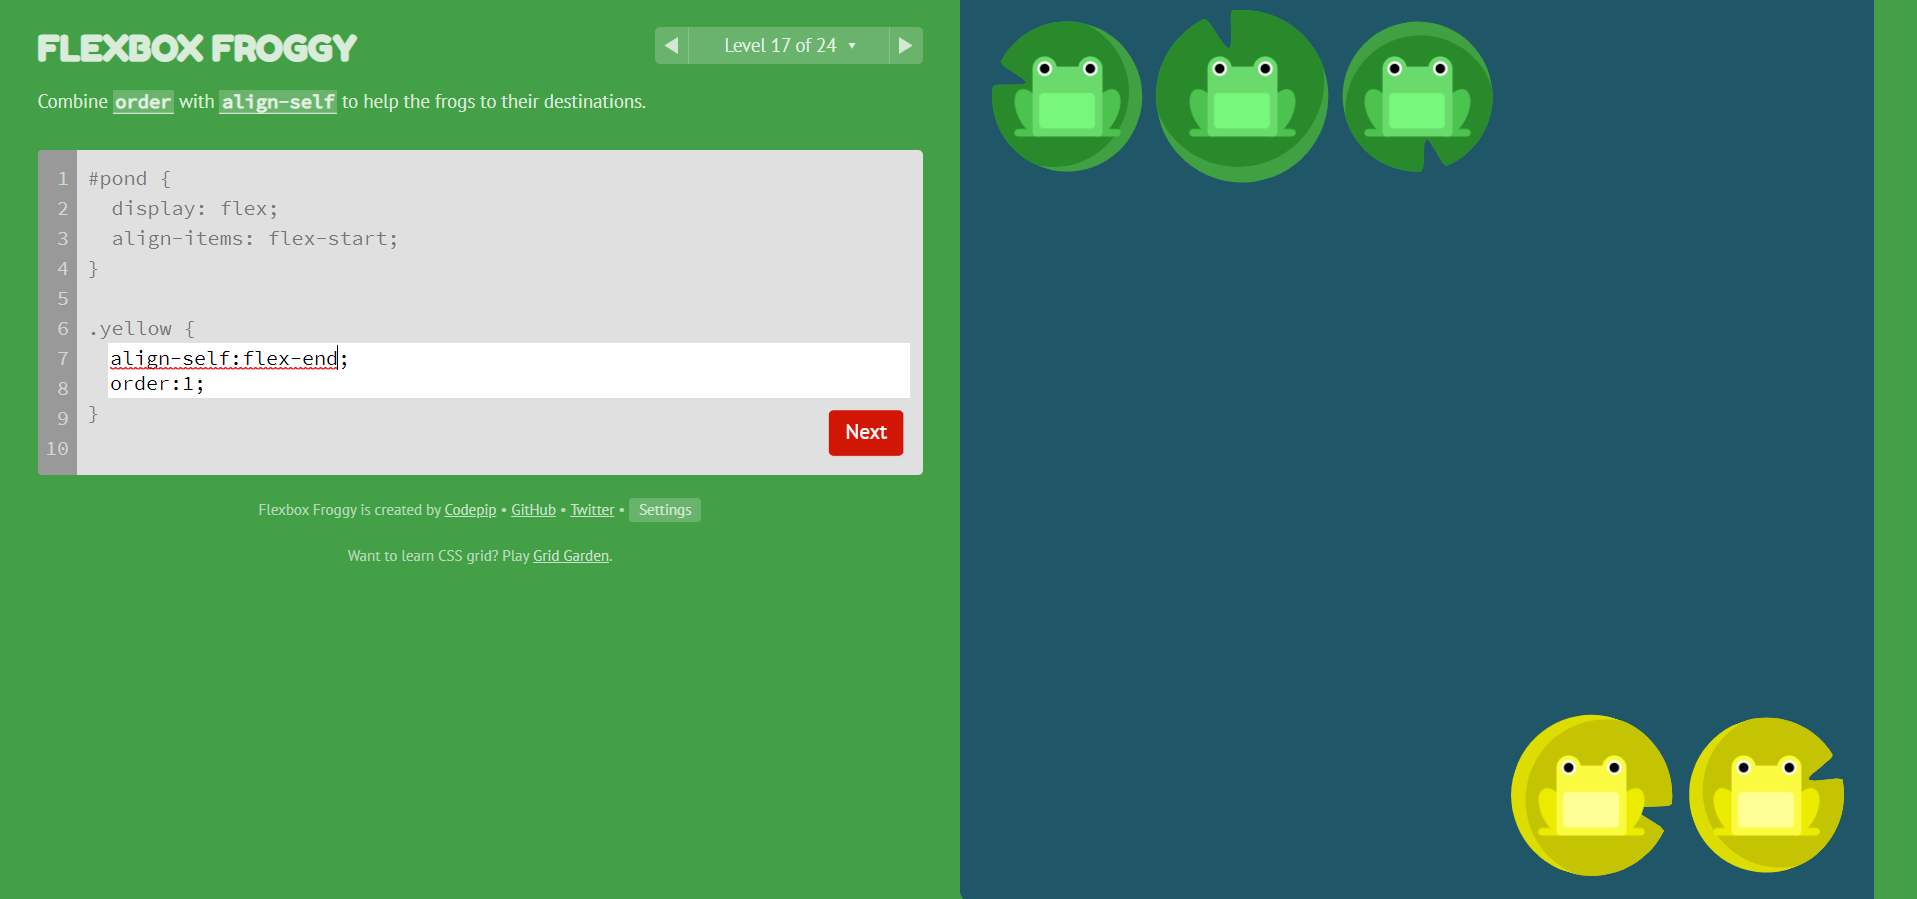 FLEXBOX FROGGY
Level 17 of 24 ▾
Combine order with align-self to help the frogs to their destinations.
1 #pond {
2 display: flex;
3 align-items: flex-start;
4 }
5
6 .yellow {
7 align-self:flex-end;
8 order:1;
9 }
10
Next
Flexbox Froggy is created by Codepip • GitHub • Twitter • Settings
Want to learn CSS grid? Play Grid Garden.